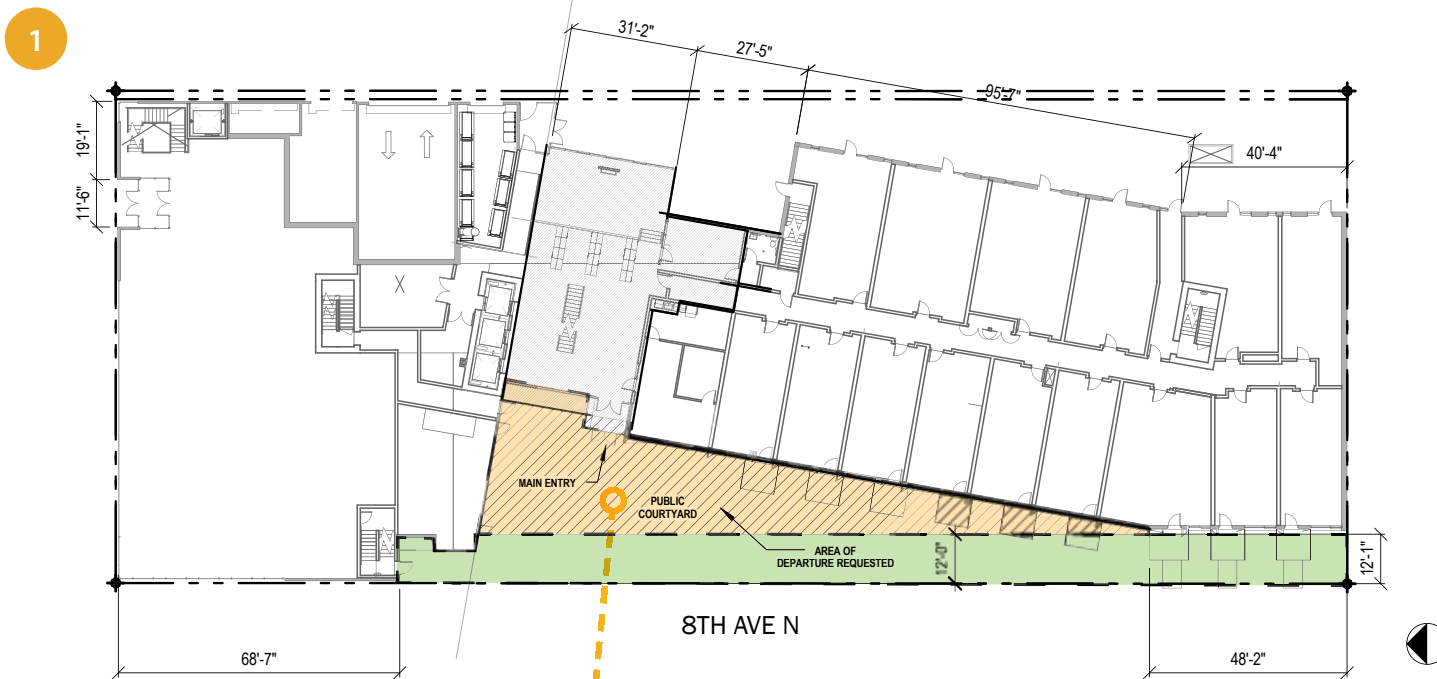 1
31'-2"
27'-5"
95'-7"
40'-4"
19'-1"
11'-6"
X
MAIN ENTRY
PUBLIC
COURTYARD
AREA OF
DEPARTURE REQUESTED
12'-0"
12'-1"
8TH AVE N
68'-7"
48'-2"